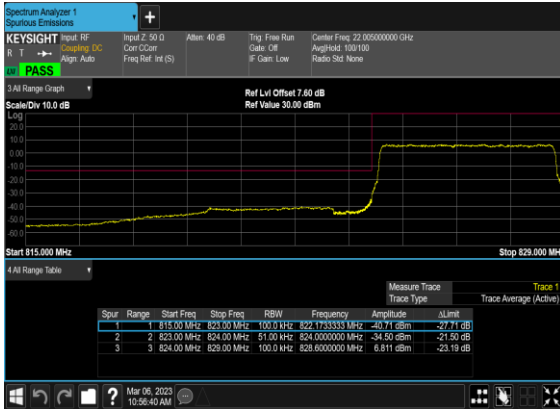 Spectrum Analyzer 1
Spurious Emissions
+
KEYSIGHT Input: RF Input Z: 50 Ω Atten: 40 dB Trig: Free Run Center Freq: 22.005000000 GHz
R T Coupling: DC Corr CCorr Gate: Off Avg|Hold: 100/100
Align: Auto Freq Ref: Int (S) IF Gain: Low Radio Std: None
PASS
3 All Range Graph
Ref Lvl Offset 7.60 dB
Scale/Div 10.0 dB Ref Value 30.00 dBm
Log
20.0
10.0
0.00
-10.0
-20.0
-30.0
-40.0
-50.0
-60.0
Start 815.000 MHz Stop 829.000 MH
4 All Range Table
Measure Trace Trace 1
Trace Type Trace Average (Active)
Spur Range Start Freq Stop Freq RBW Frequency Amplitude ΔLimit
1 1 815.00 MHz 823.00 MHz 100.0 kHz 822.1733333 MHz -40.71 dBm -27.71 dB
2 2 823.00 MHz 824.00 MHz 51.00 kHz 824.0000000 MHz -34.50 dBm -21.50 dB
3 3 824.00 MHz 829.00 MHz 100.0 kHz 828.6000000 MHz 6.811 dBm -23.19 dB
? Mar 06, 2023
10:56:40 AM